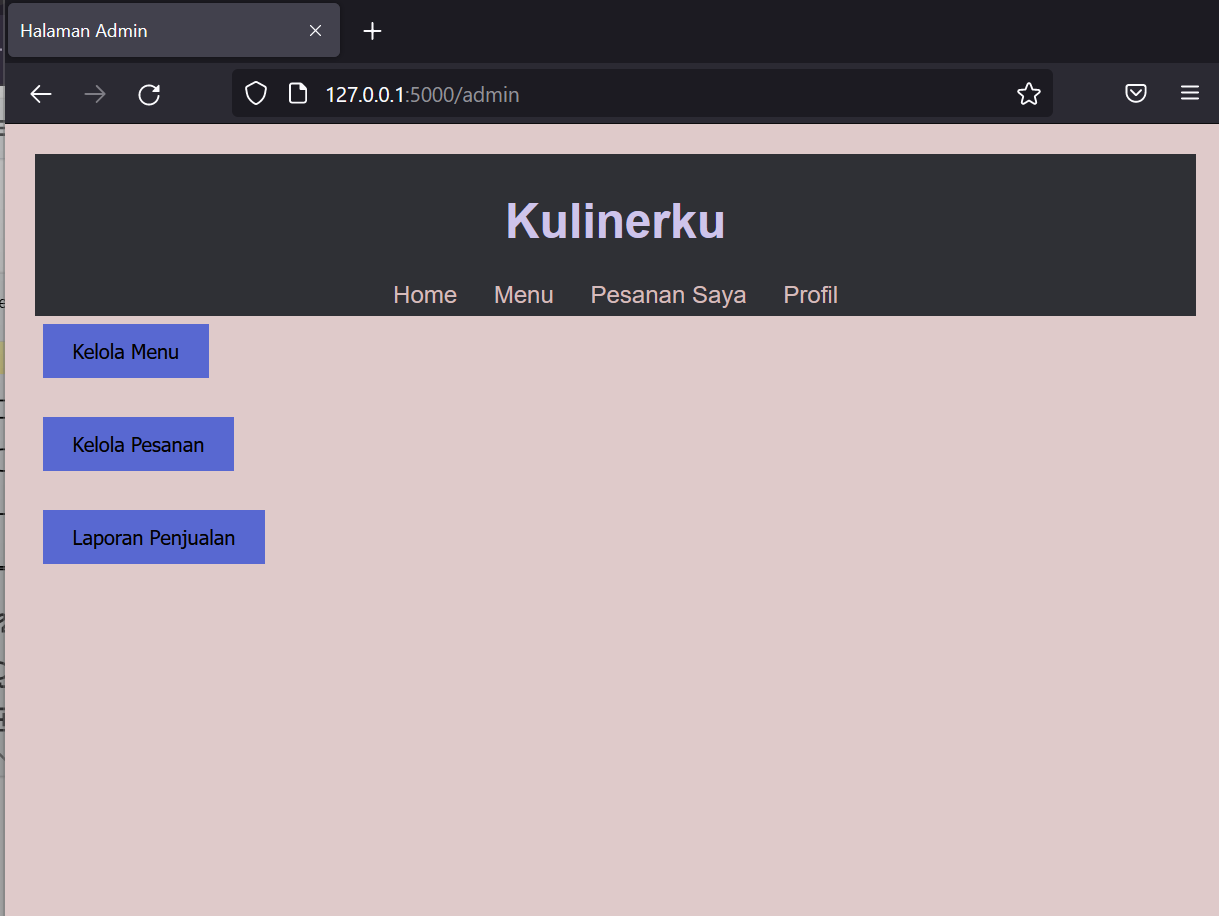 Halaman Admin
127.0.0.1:5000/admin
Kulinerku
Home Menu Pesanan Saya Profil
Kelola Menu
Kelola Pesanan
Laporan Penjualan